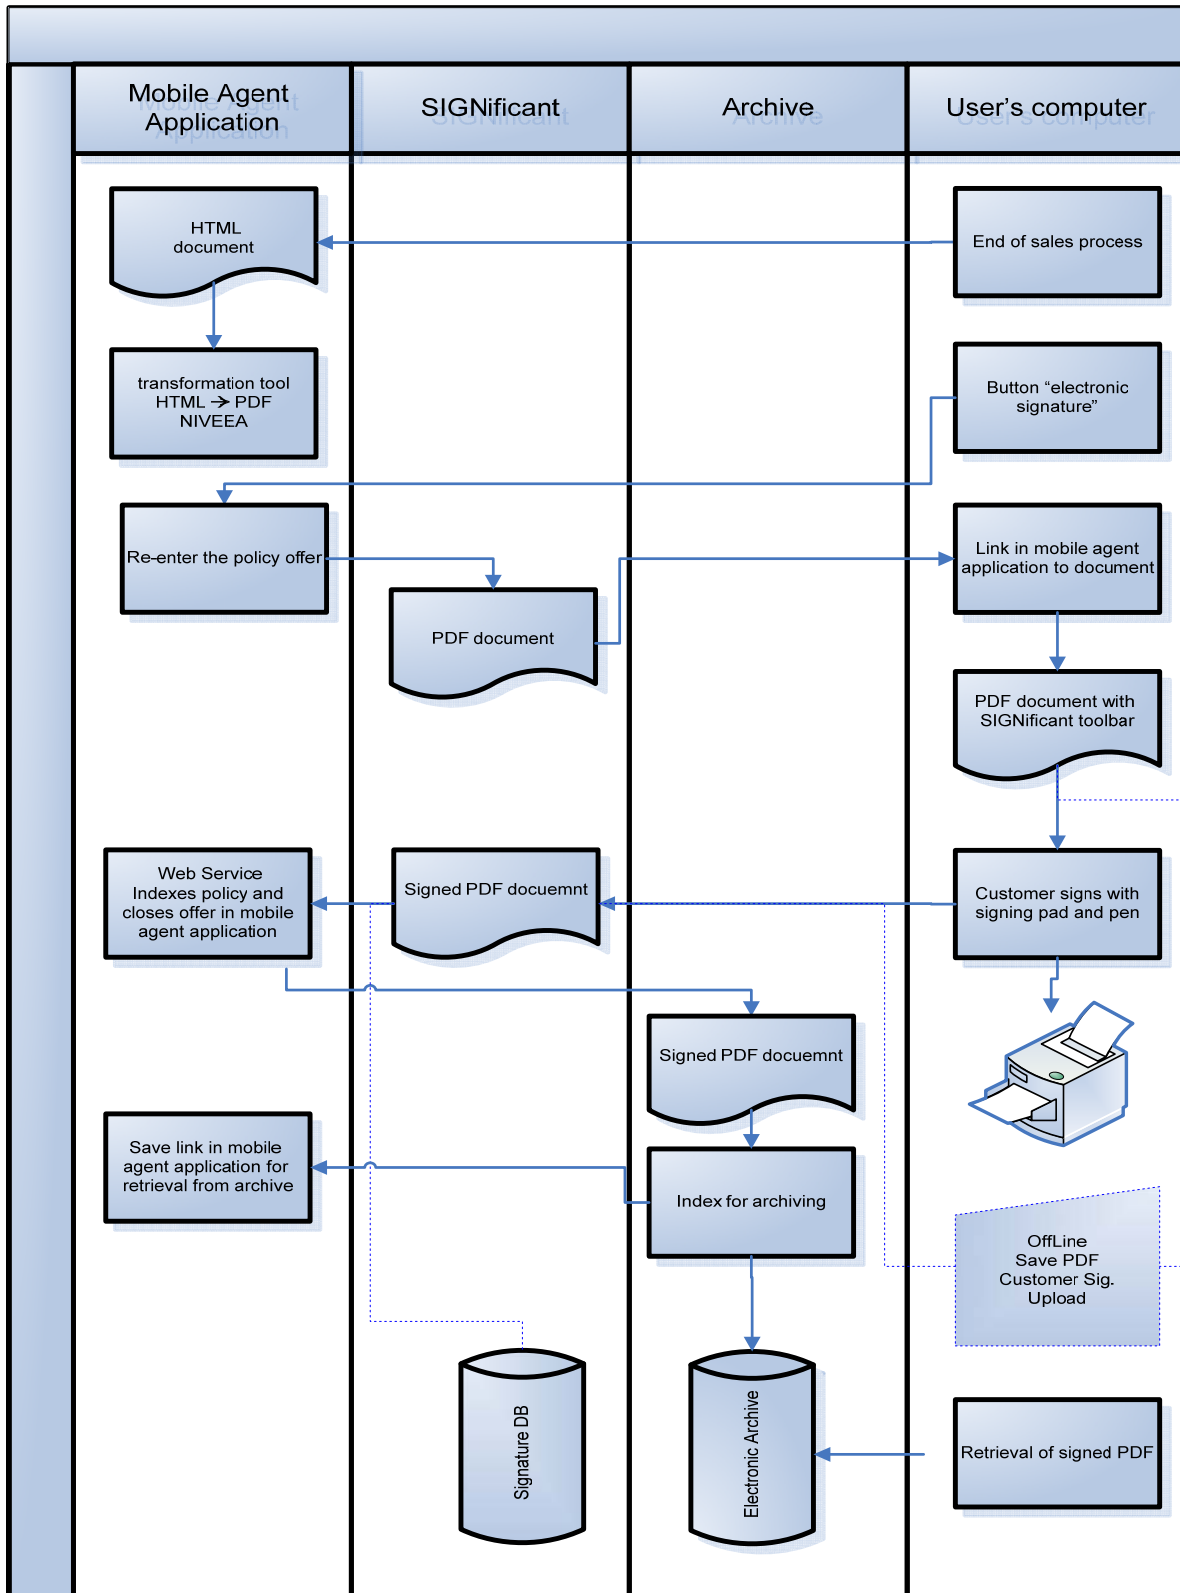 Mobile Agent
Application
SIGNificant
Archive
User's computer
HTML
document
End of sales process
transformation tool
HTML → PDF
NIVEEA
Button “electronic
signature”
Re-enter the policy offer
Link in mobile agent
application to document
PDF document
PDF document with
SIGNificant toolbar
Web Service
Indexes policy and
closes offer in mobile
agent application
Signed PDF docuemnt
Customer signs with
signing pad and pen
Signed PDF docuemnt
Save link in mobile
agent application for
retrieval from archive
Index for archiving
OffLine
Save PDF
Customer Sig.
Upload
Signature DB
Electronic Archive
Retrieval of signed PDF